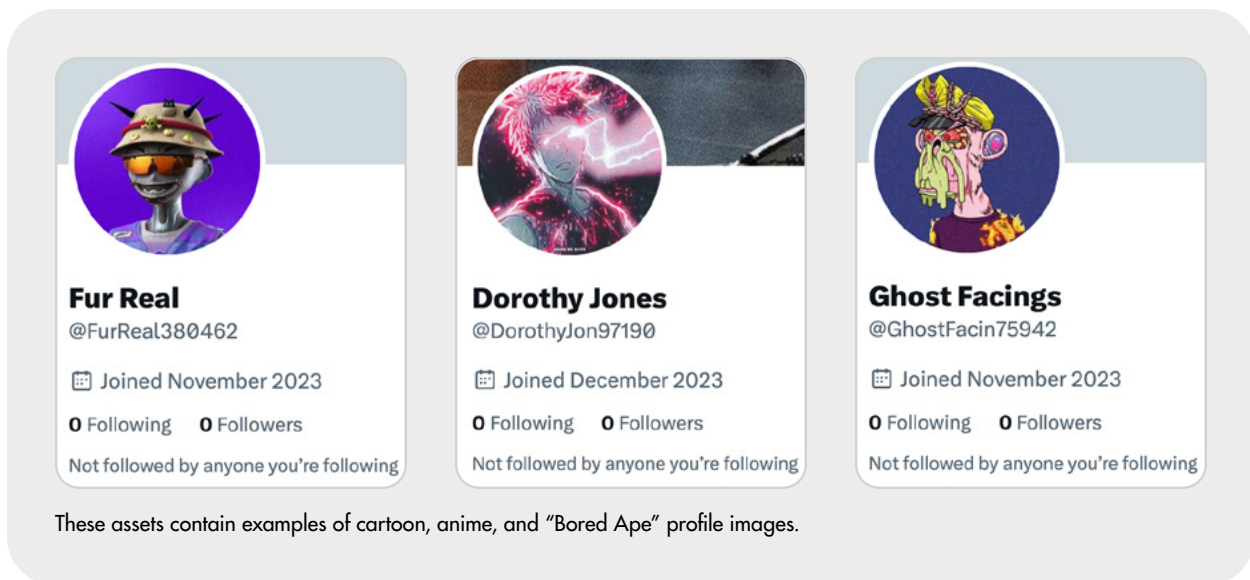 Fur Real
@FurReal380462
Joined November 2023
0 Following 0 Followers
Not followed by anyone you're following
Dorothy Jones
@DorothyJon97190
Joined December 2023
0 Following 0 Followers
Not followed by anyone you're following
Ghost Facings
@GhostFacin75942
Joined November 2023
0 Following 0 Followers
Not followed by anyone you're following
These assets contain examples of cartoon, anime, and “Bored Ape” profile images.